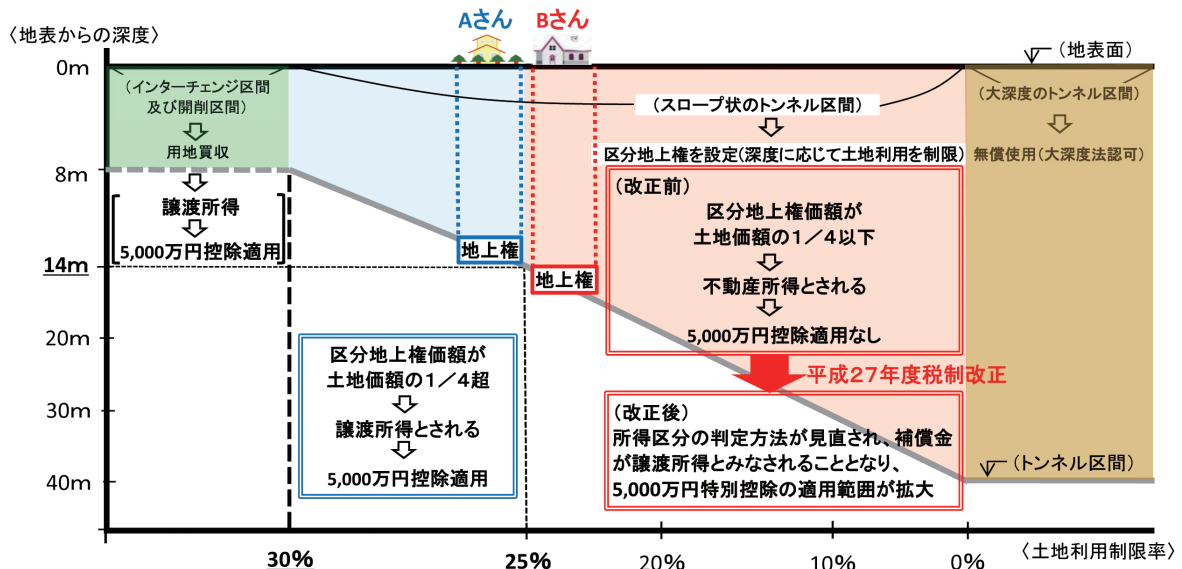 Aさん
Bさん
〈地表からの深度〉
(地表面)
0m
(インターチェンジ区間
及び開削区間)
用地買収
(スロープ状のトンネル区間)
(大深度のトンネル区間)
区分地上権を設定(深度に応じて土地利用を制限)
無償使用(大深度法認可)
8m
譲渡所得
5,000万円控除適用
(改正前)
区分地上権価額が
土地価額の1/4以下
不動産所得とされる
5,000万円控除適用なし
地上権
地上権
14m
20m
30m
40m
区分地上権価額が
土地価額の1/4超
譲渡所得とされる
5,000万円控除適用
平成27年度税制改正
(改正後)
所得区分の判定方法が見直され、補償金
が譲渡所得とみなされることとなり、
5,000万円特別控除の適用範囲が拡大
(トンネル区間)
30%
25%
20%
10%
0%
〈土地利用制限率〉